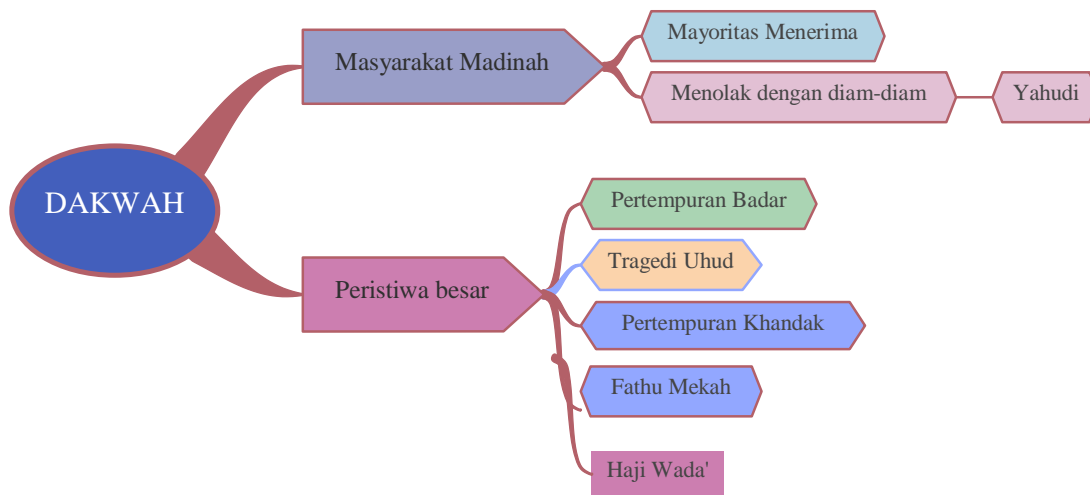 DAKWAH
Masyarakat Madinah
Mayoritas Menerima
Menolak dengan diam-diam
Yahudi
Peristiwa besar
Pertempuran Badar
Tragedi Uhud
Pertempuran Khandak
Fathu Mekah
Haji Wada'